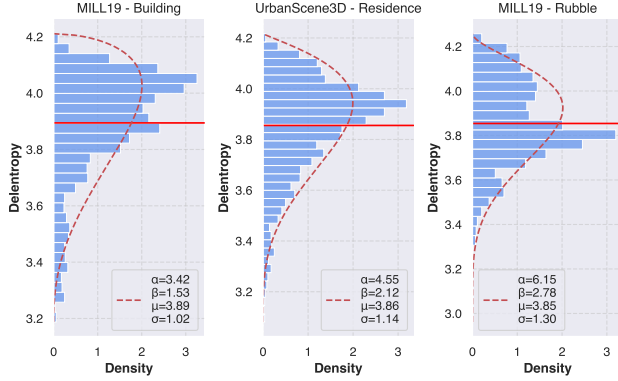 MILL19 - Building
Delentropy
4.2
4.0
3.8
3.6
3.4
3.2
0
1
2
3
Density
α=3.42
β=1.53
μ=3.89
σ=1.02
UrbanScene3D - Residence
Delentropy
4.2
4.0
3.8
3.6
3.4
3.2
0
1
2
3
Density
α=4.55
β=2.12
μ=3.86
σ=1.14
MILL19 - Rubble
Delentropy
4.2
4.0
3.8
3.6
3.4
3.2
3.0
0
1
2
3
Density
α=6.15
β=2.78
μ=3.85
σ=1.30